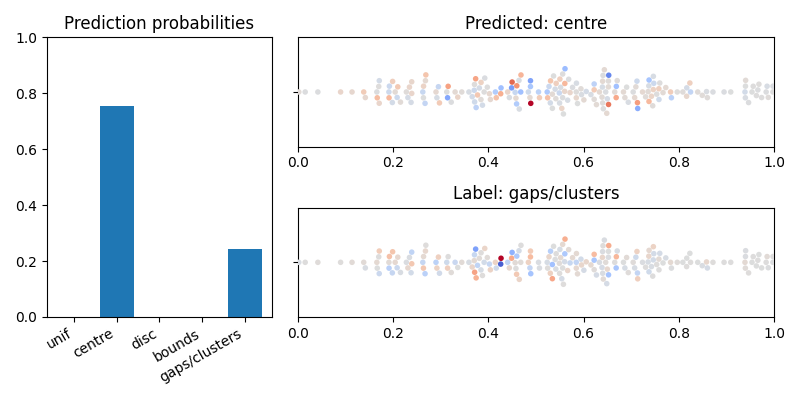 Prediction probabilities
1.0
0.8
0.6
0.4
0.2
0.0
unif
centre
disc
bounds
gaps/clusters
Predicted: centre
0.0 0.2 0.4 0.6 0.8 1.0
Label: gaps/clusters
0.0 0.2 0.4 0.6 0.8 1.0